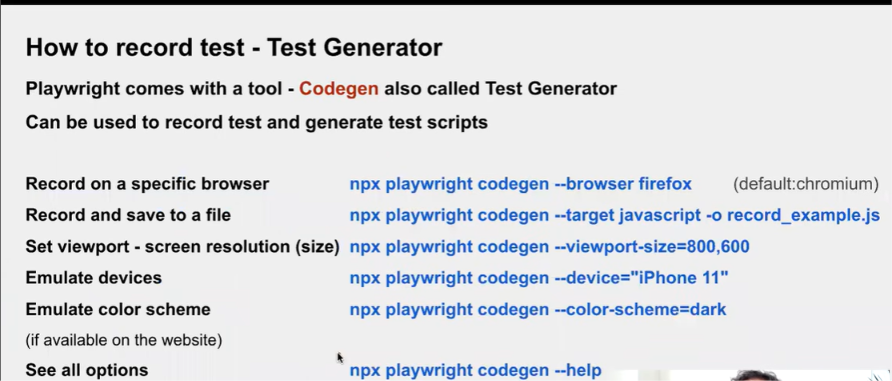 How to record test - Test Generator
Playwright comes with a tool - Codegen also called Test Generator
Can be used to record test and generate test scripts
Record on a specific browser npx playwright codegen --browser firefox (default:chromium)
Record and save to a file npx playwright codegen --target javascript -o record_example.js
Set viewport - screen resolution (size) npx playwright codegen --viewport-size=800,600
Emulate devices npx playwright codegen --device="iPhone 11"
Emulate color scheme npx playwright codegen --color-scheme=dark
(if available on the website)
See all options npx playwright codegen --help